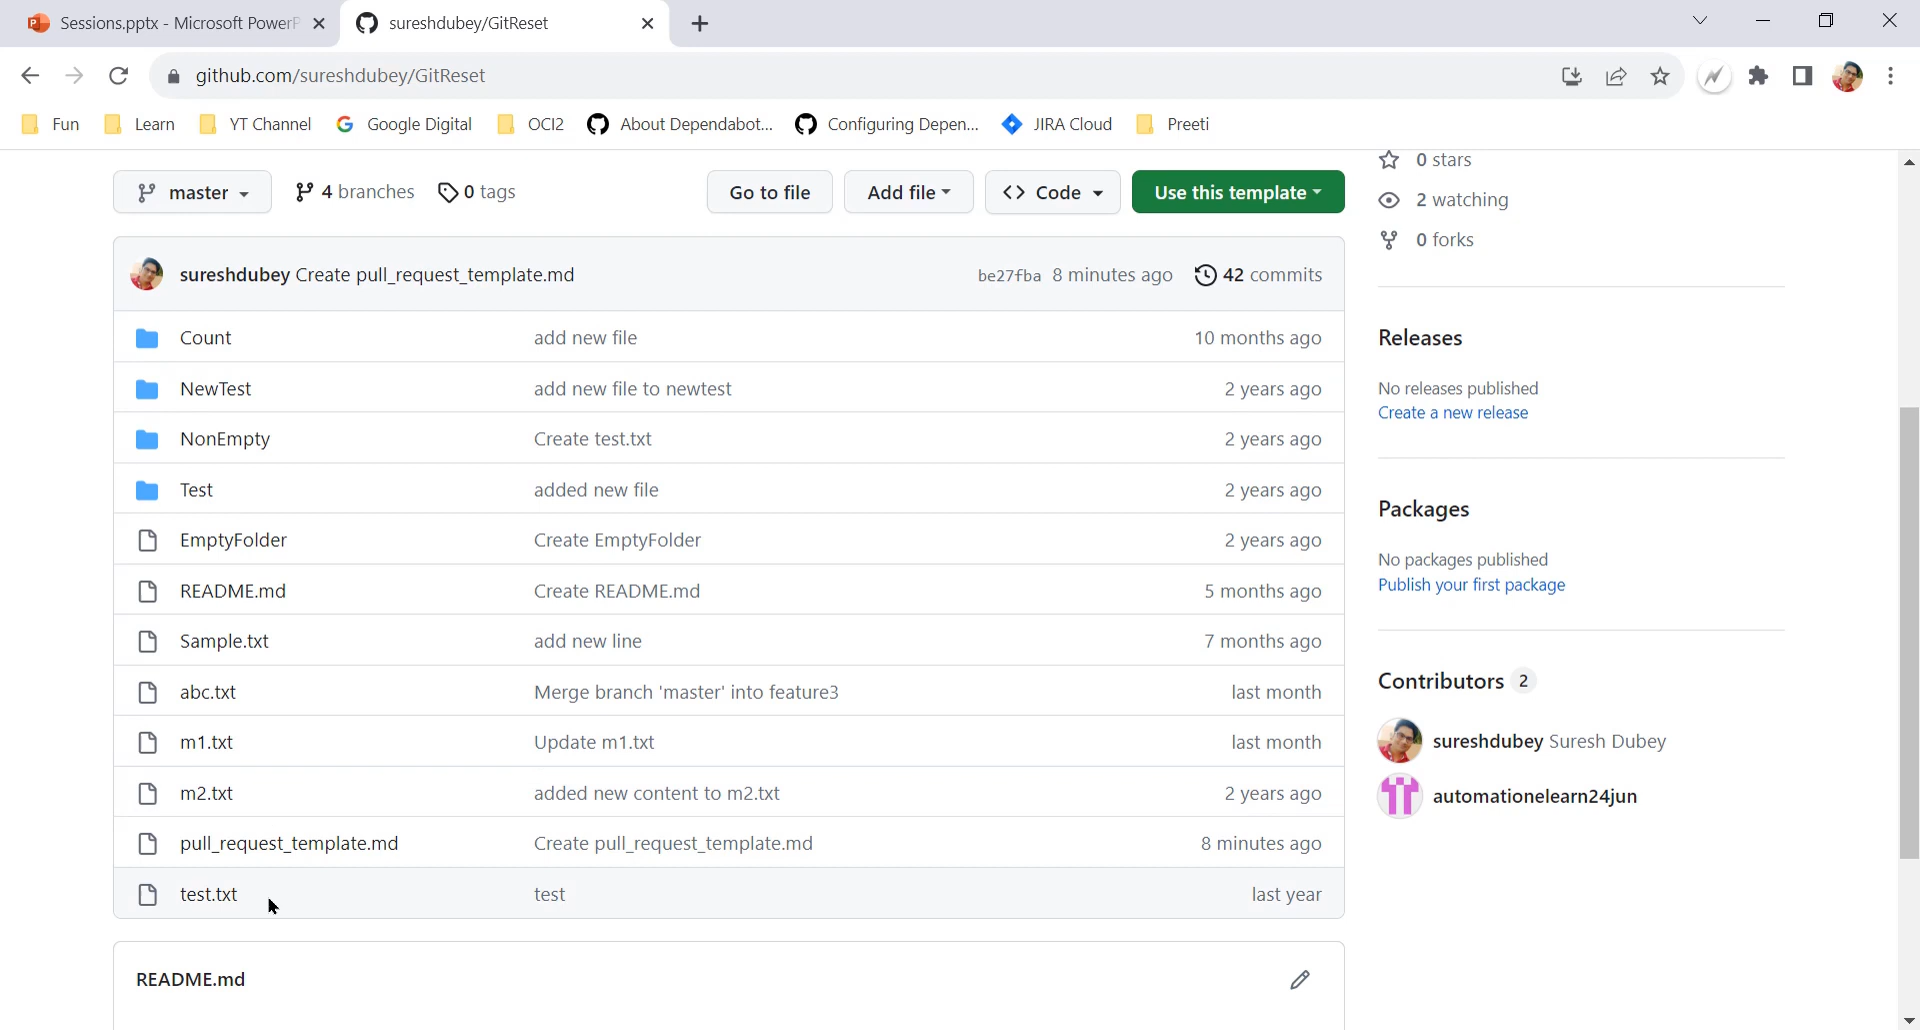 Sessions.pptx - Microsoft PowerP
sureshdubey/GitReset
github.com/sureshdubey/GitReset
Fun
Learn
YT Channel
Google Digital
OCI2
About Dependabot...
Configuring Depen...
JIRA Cloud
Preeti
master
4 branches
0 tags
Go to file
Add file
<> Code
Use this template
sureshdubey Create pull_request_template.md
be27fba 8 minutes ago
42 commits
Count
add new file
10 months ago
NewTest
add new file to newtest
2 years ago
NonEmpty
Create test.txt
2 years ago
Test
added new file
2 years ago
EmptyFolder
Create EmptyFolder
2 years ago
README.md
Create README.md
5 months ago
Sample.txt
add new line
7 months ago
abc.txt
Merge branch 'master' into feature3
last month
m1.txt
Update m1.txt
last month
m2.txt
added new content to m2.txt
2 years ago
pull_request_template.md
Create pull_request_template.md
8 minutes ago
test.txt
test
last year
README.md
0 stars
2 watching
0 forks
Releases
No releases published
Create a new release
Packages
No packages published
Publish your first package
Contributors 2
sureshdubey Suresh Dubey
automationelearn24jun